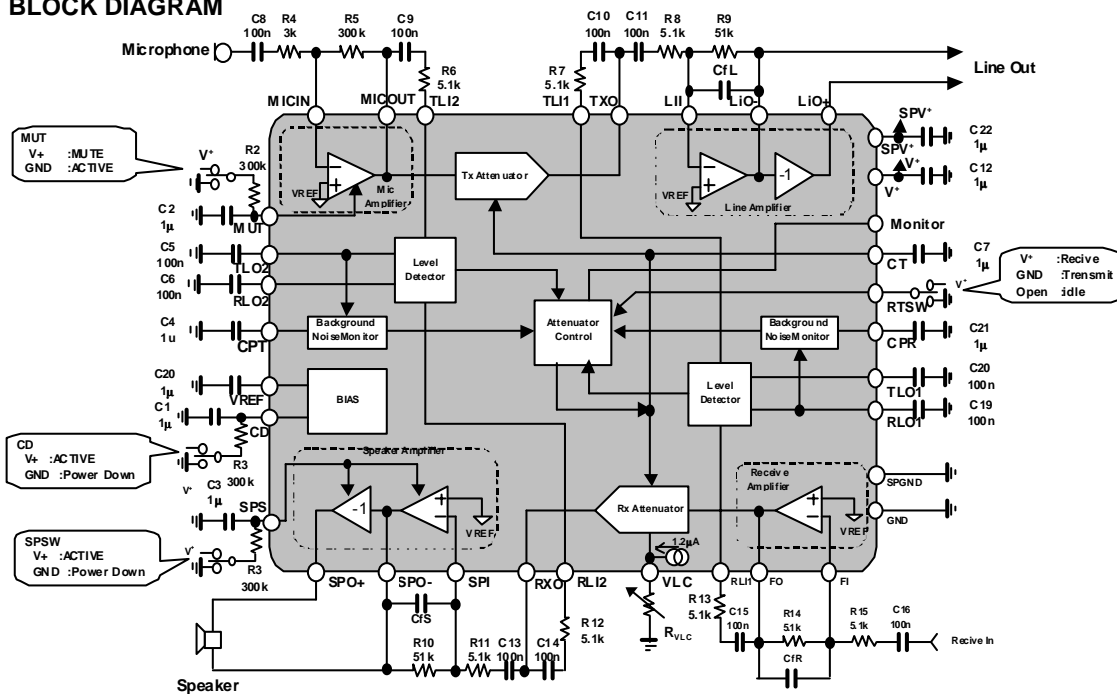 BLOCK DIAGRAM
C8
100n
R4
3k
R5
300k
C9
100n
Microphone
R6
5.1k
C10
100n
C11
100n
R8
5.1k
R9
51k
CfL
R7
5.1k
Line Out
MICIN
MICOUT
TLI2
TLI1
TXO
LII
LiO-
LiO+
MUT
V+ :MUTE
GND :ACTIVE
V+
R2
300k
C2
1μ
MUT
VREF
Mic
Amplifier
Tx Attenuator
VREF
-1
Line Amplifier
SPV+
SPV+
C22
1μ
V+
V+
C12
1μ
Monitor
C5
100n
TLO2
C6
100n
RLO2
Level
Detector
CT
C7
1μ
V+ :Recive
GND :Transmit
Open :idle
V+
RTSW
C4
1u
CPT
Background
NoiseMonitor
Attenuator
Control
Background
NoiseMonitor
CPR
C21
1μ
C20
1μ
VREF
BIAS
C1
1μ
CD
Level
Detector
TLO1
C20
100n
RLO1
C19
100n
CD
V+ :ACTIVE
GND :Power Down
V+
R3
300k
C3
1μ
SPS
Speaker Amplifier
-1
VREF
Rx Attenuator
Receive
Amplifier
VREF
SPGND
GND
SPSW
V+ :ACTIVE
GND :Power Down
V+
R3
300k
1.2μA
SPO+
SPO-
SPI
RXO
RLI2
VLC
RLI1
FO
FI
CfS
R10
51k
R11
5.1k
C13
100n
C14
100n
R12
5.1k
RVLC
R13
5.1k
C15
100n
R14
5.1k
R15
5.1k
C16
100n
CfR
Recive In
Speaker